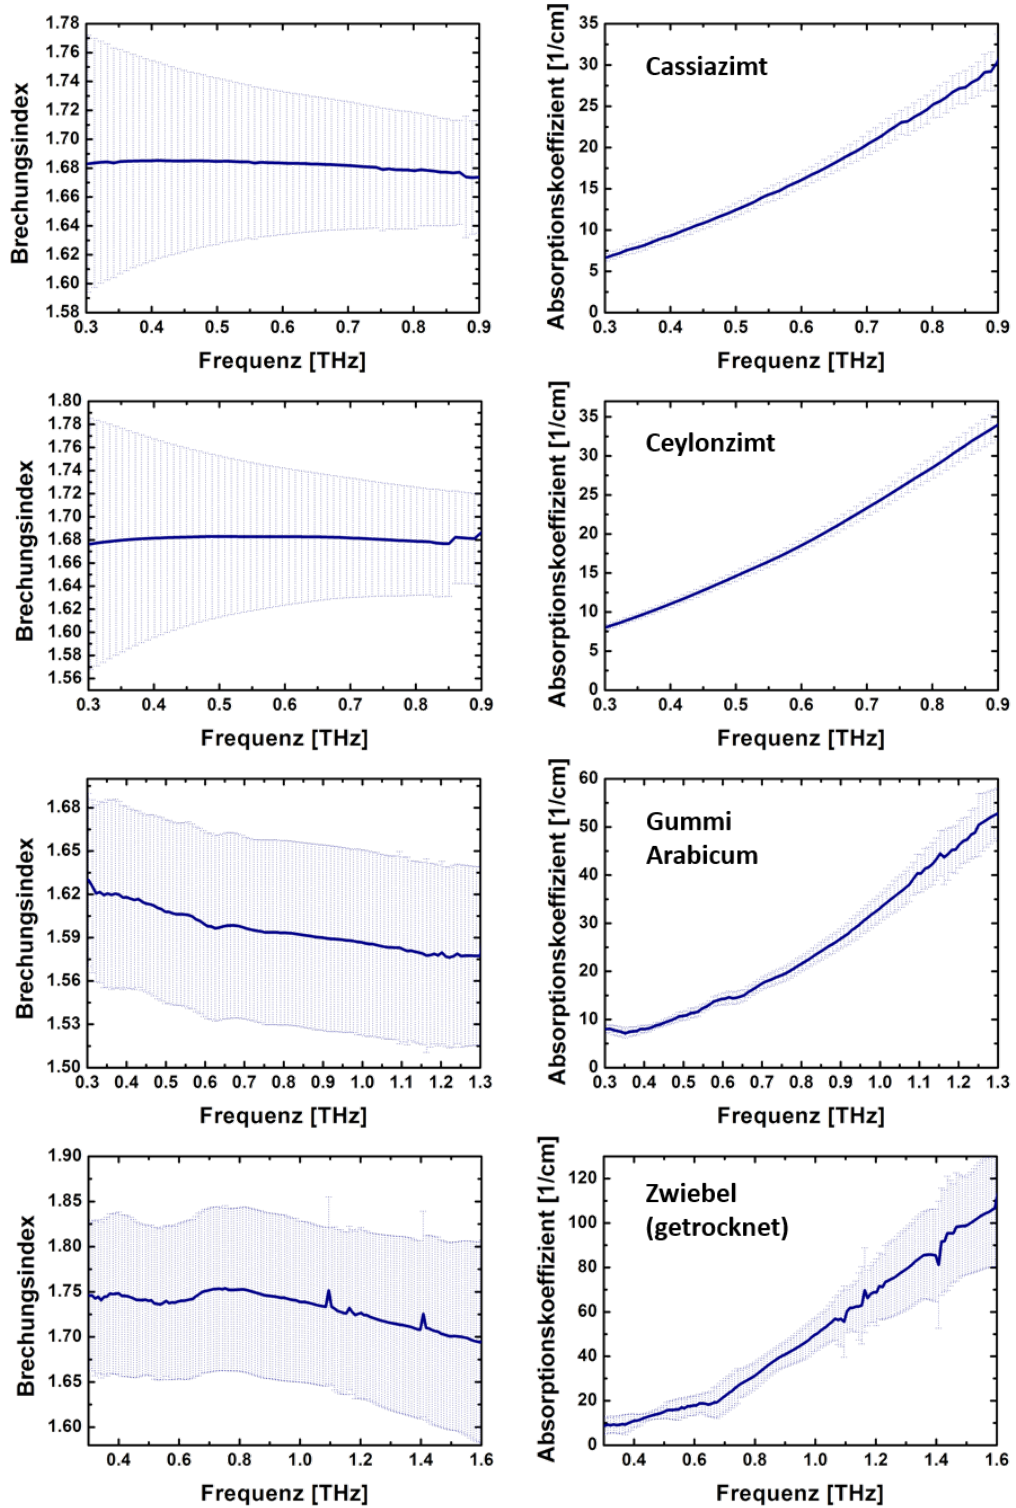 1.78
1.76
1.74
1.72
1.70
1.68
1.66
1.64
1.62
1.60
1.58
Brechungsindex
0.3 0.4 0.5 0.6 0.7 0.8 0.9
Frequenz [THz]
35
30
25
20
15
10
5
0
Absorptionskoeffizient [1/cm]
Cassiazimt
0.3 0.4 0.5 0.6 0.7 0.8 0.9
Frequenz [THz]
1.80
1.78
1.76
1.74
1.72
1.70
1.68
1.66
1.64
1.62
1.60
1.58
1.56
Brechungsindex
0.3 0.4 0.5 0.6 0.7 0.8 0.9
Frequenz [THz]
35
30
25
20
15
10
5
0
Absorptionskoeffizient [1/cm]
Ceylonzimt
0.3 0.4 0.5 0.6 0.7 0.8 0.9
Frequenz [THz]
1.68
1.65
1.62
1.59
1.56
1.53
1.50
Brechungsindex
0.3 0.4 0.5 0.6 0.7 0.8 0.9 1.0 1.1 1.2 1.3
Frequenz [THz]
60
50
40
30
20
10
0
Absorptionskoeffizient [1/cm]
Gummi
Arabicum
0.3 0.4 0.5 0.6 0.7 0.8 0.9 1.0 1.1 1.2 1.3
Frequenz [THz]
1.90
1.85
1.80
1.75
1.70
1.65
1.60
Brechungsindex
0.4 0.6 0.8 1.0 1.2 1.4 1.6
Frequenz [THz]
120
100
80
60
40
20
0
Absorptionskoeffizient [1/cm]
Zwiebel
(getrocknet)
0.4 0.6 0.8 1.0 1.2 1.4 1.6
Frequenz [THz]